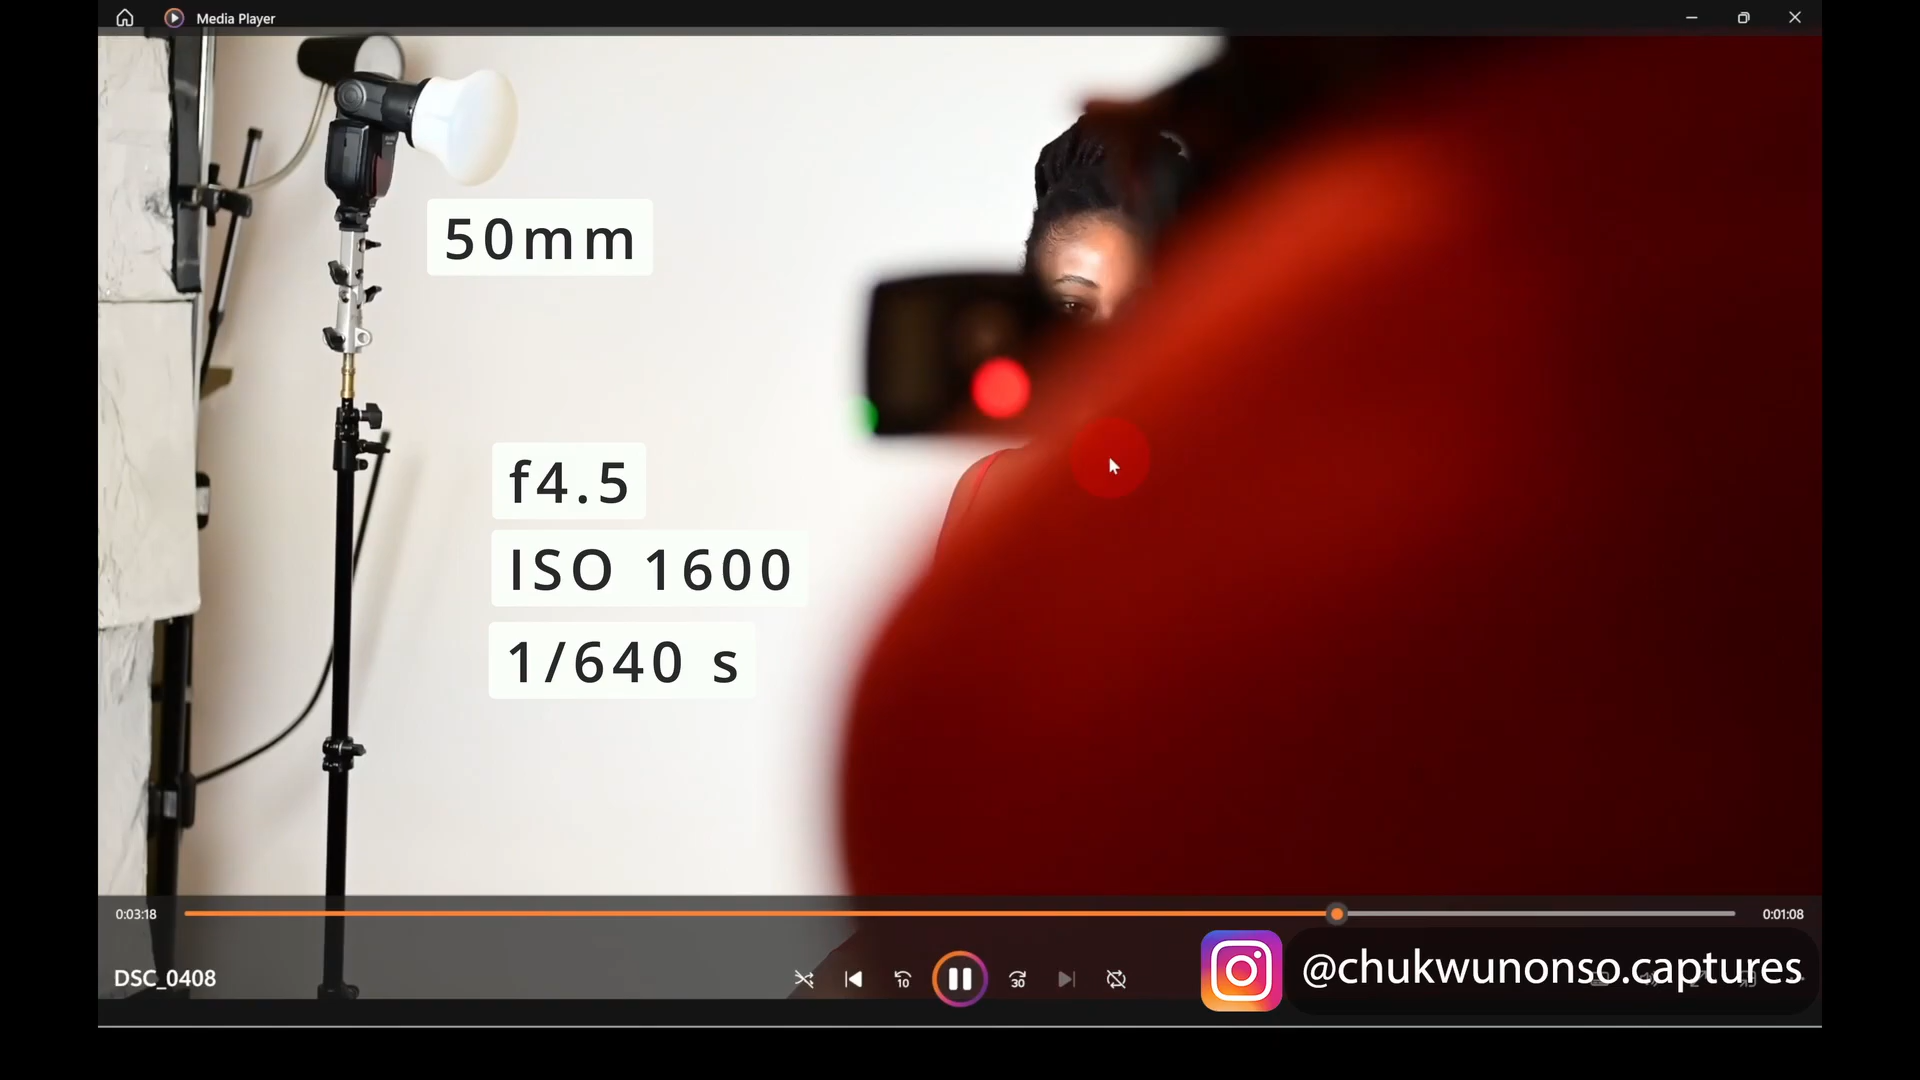 Media Player
50mm
f4.5
ISO 1600
1/640 s
0:03:18
0:01:08
DSC_0408
10
30
@chukwunonso.captures